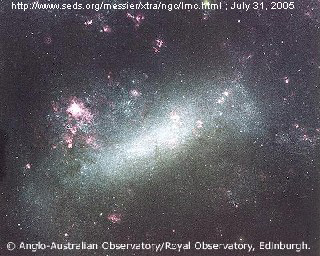 http://www.seds.org/messier/xtra/ngc/lmc.html ; July 31, 2005
© Anglo-Australian Observatory/Royal Observatory, Edinburgh.